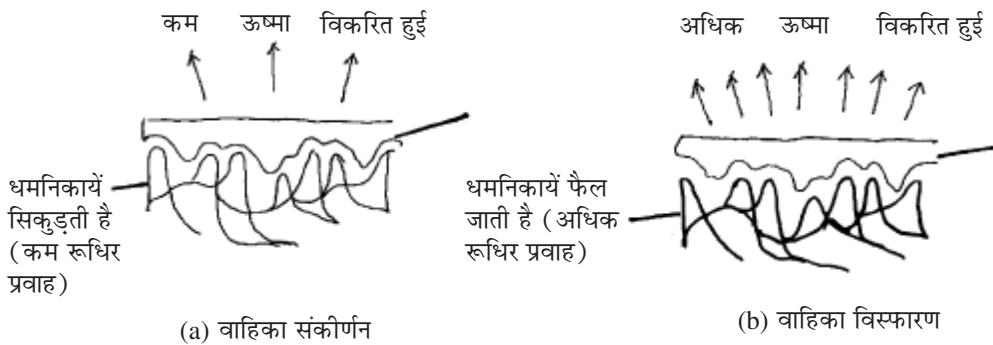 कम ऊष्मा विकरित हुई
धमनिकायें
सिकुड़ती है
(कम रूधिर
प्रवाह)
(a) वाहिका संकीर्णन
अधिक ऊष्मा विकरित हुई
धमनिकायें फैल
जाती है (अधिक
रूधिर प्रवाह)
(b) वाहिका विस्फारण